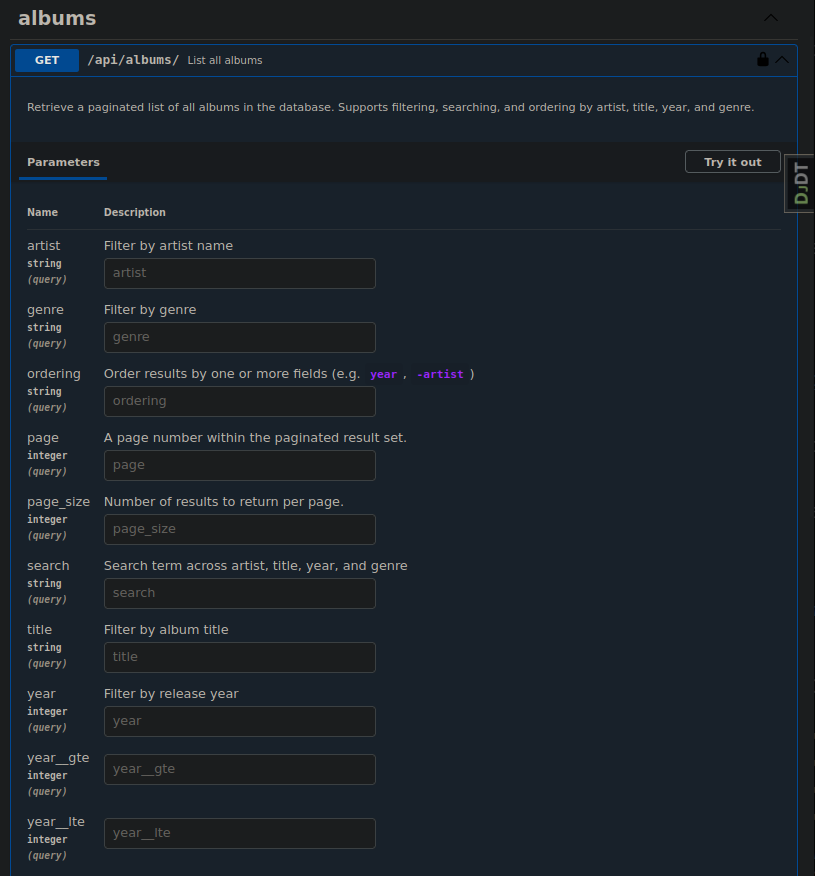 albums
GET /api/albums/ List all albums
Retrieve a paginated list of all albums in the database. Supports filtering, searching, and ordering by artist, title, year, and genre.
Parameters
Try it out
DJDT
Name Description
artist Filter by artist name
string
(query)
artist
genre Filter by genre
string
(query)
genre
ordering Order results by one or more fields (e.g. year , -artist )
string
(query)
ordering
page A page number within the paginated result set.
integer
(query)
page
page_size Number of results to return per page.
integer
(query)
page_size
search Search term across artist, title, year, and genre
string
(query)
search
title Filter by album title
string
(query)
title
year Filter by release year
integer
(query)
year
year__gte
integer
(query)
year__gte
year__lte
integer
(query)
year__lte